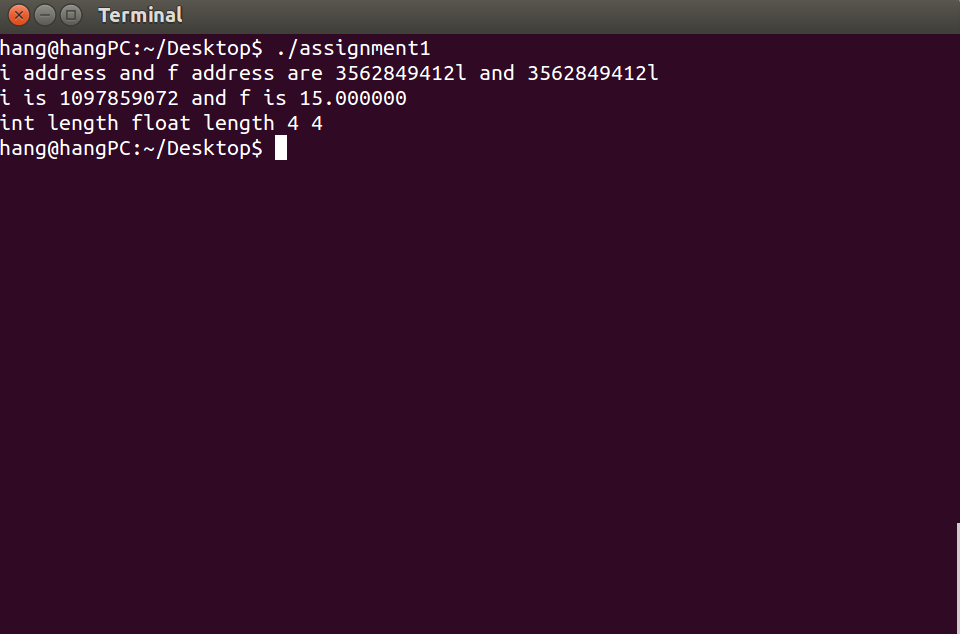 Terminal
hang@hangPC:~/Desktop$ ./assignment1
i address and f address are 3562849412l and 3562849412l
i is 1097859072 and f is 15.000000
int length float length 4 4
hang@hangPC:~/Desktop$